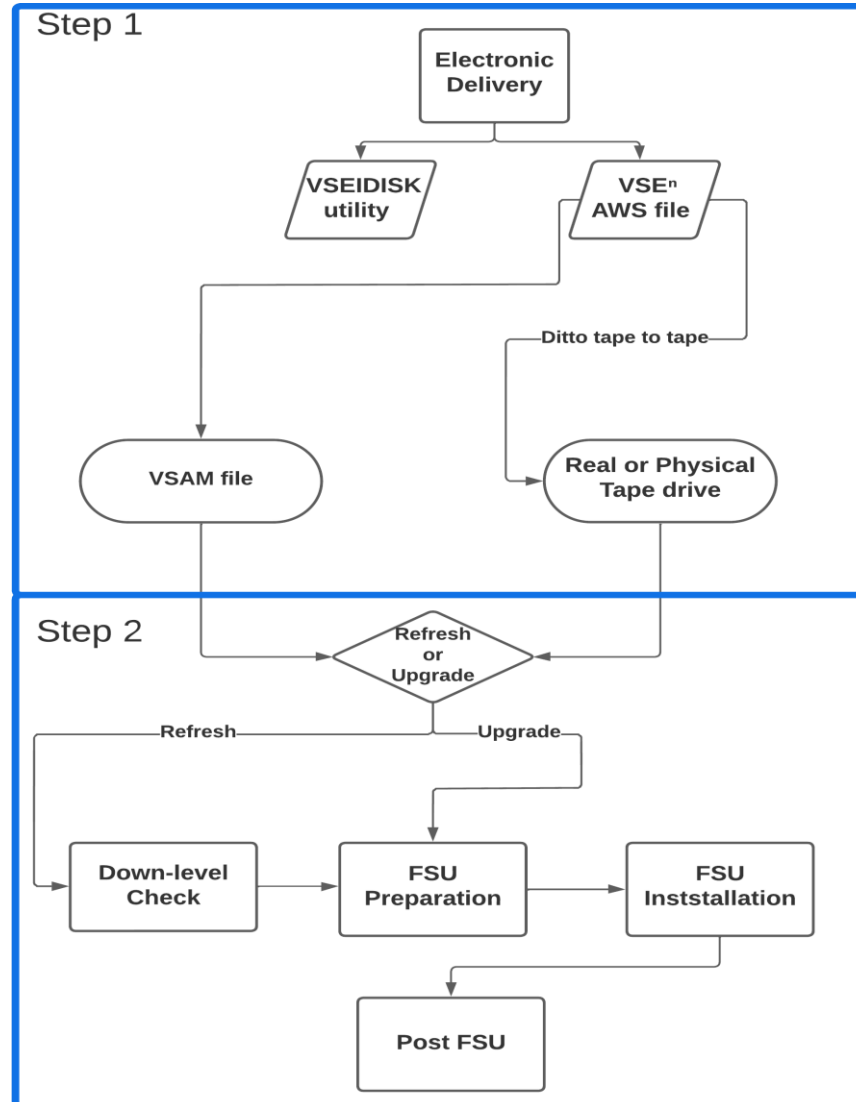 Step 1
Electronic
Delivery
VSEIDISK
utility
VSEⁿ
AWS file
Ditto tape to tape
VSAM file
Real or Physical
Tape drive
Step 2
Refresh
or
Upgrade
Refresh
Upgrade
Down-level
Check
FSU
Preparation
FSU
Inststallation
Post FSU